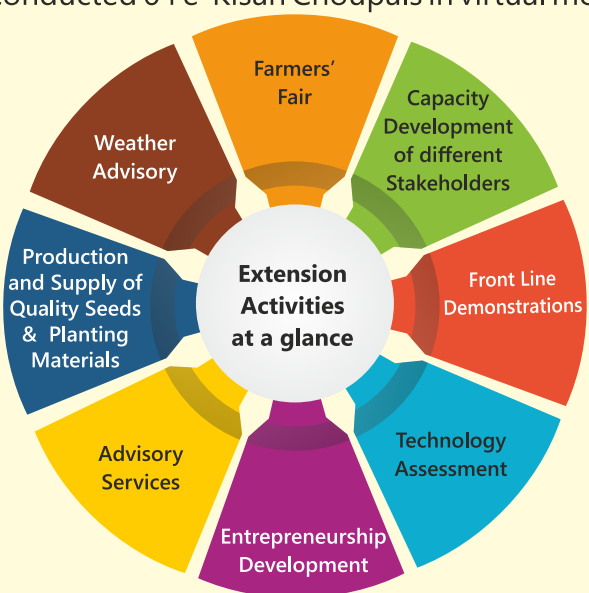 Farmers'
Fair
Capacity
Development
of different
Stakeholders
Front Line
Demonstrations
Technology
Assessment
Entrepreneurship
Development
Advisory
Services
Production
and Supply of
Quality Seeds
& Planting
Materials
Weather
Advisory
Extension
Activities
at a glance